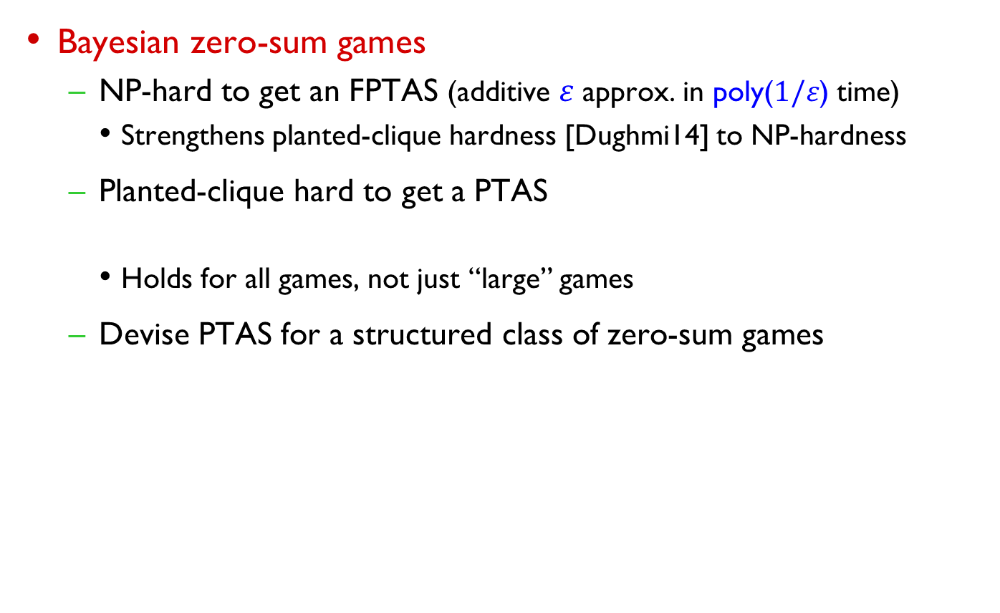 • Bayesian zero-sum games
– NP-hard to get an FPTAS (additive ε approx. in poly(1/ε) time)
• Strengthens planted-clique hardness [Dughmi14] to NP-hardness
– Planted-clique hard to get a PTAS
• Holds for all games, not just “large” games
– Devise PTAS for a structured class of zero-sum games